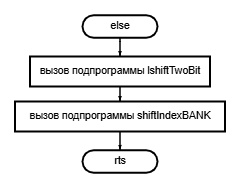 else
вызов подпрограммы lshiftTwoBit
вызов подпрограммы shiftIndexBANK
rts